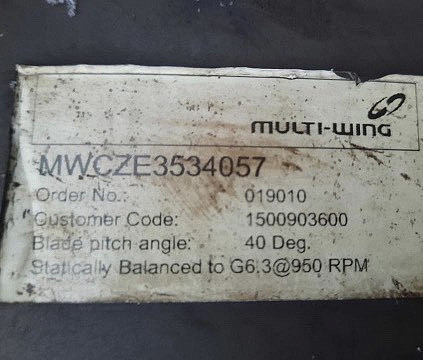 MULTI-WING
MWCZE3534057
Order No.: 019010
Customer Code: 1500903600
Blade pitch angle: 40 Deg.
Statically Balanced to G6.3@950 RPM